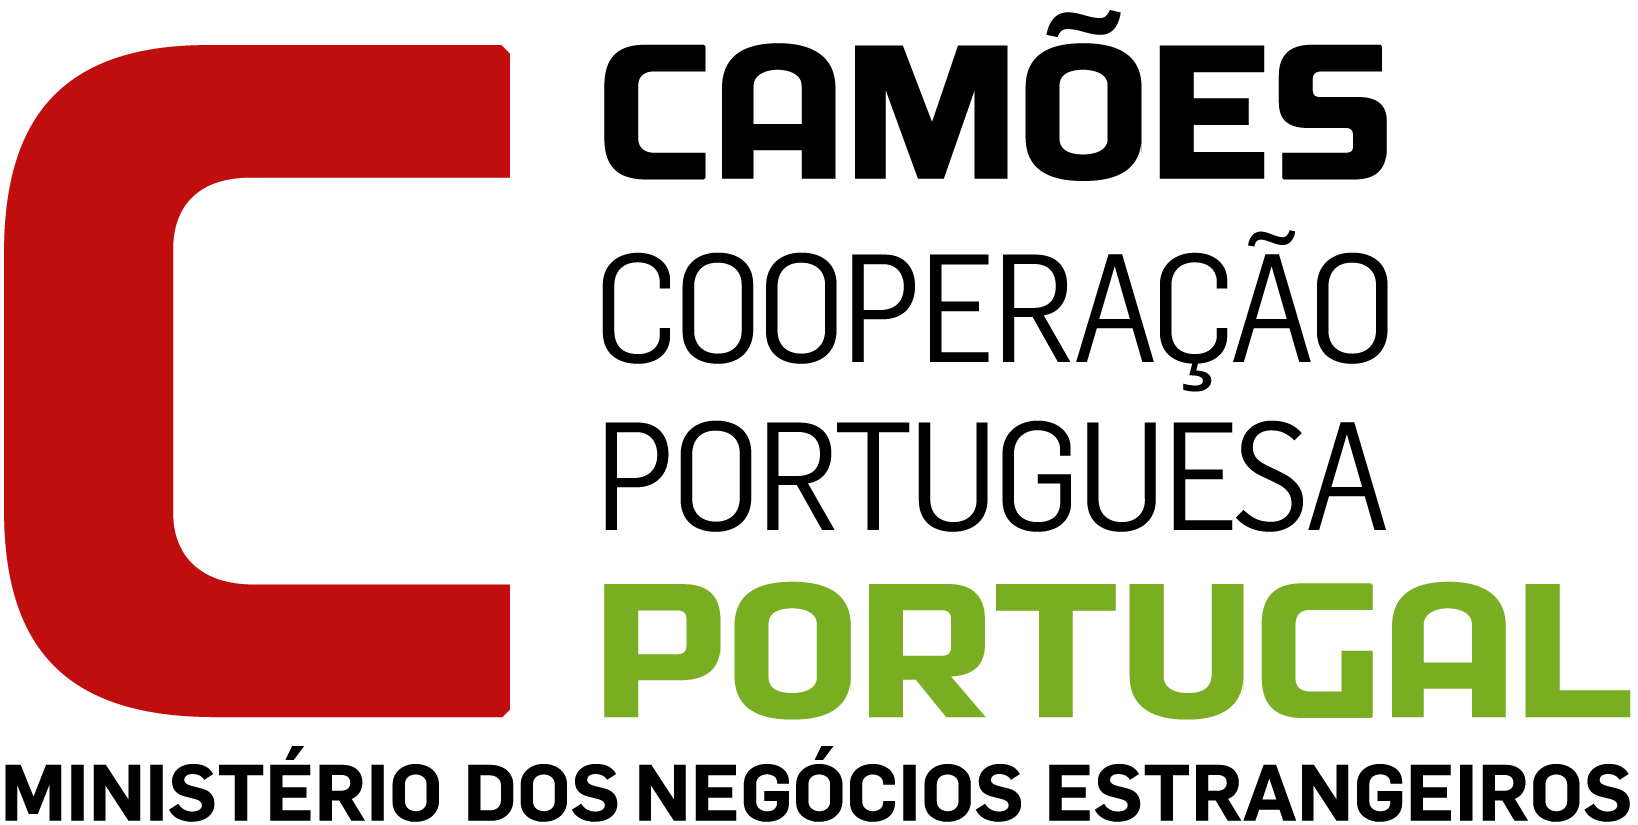 CAMÕES
COOPERAÇÃO
PORTUGUESA
PORTUGAL
MINISTÉRIO DOS NEGÓCIOS ESTRANGEIROS